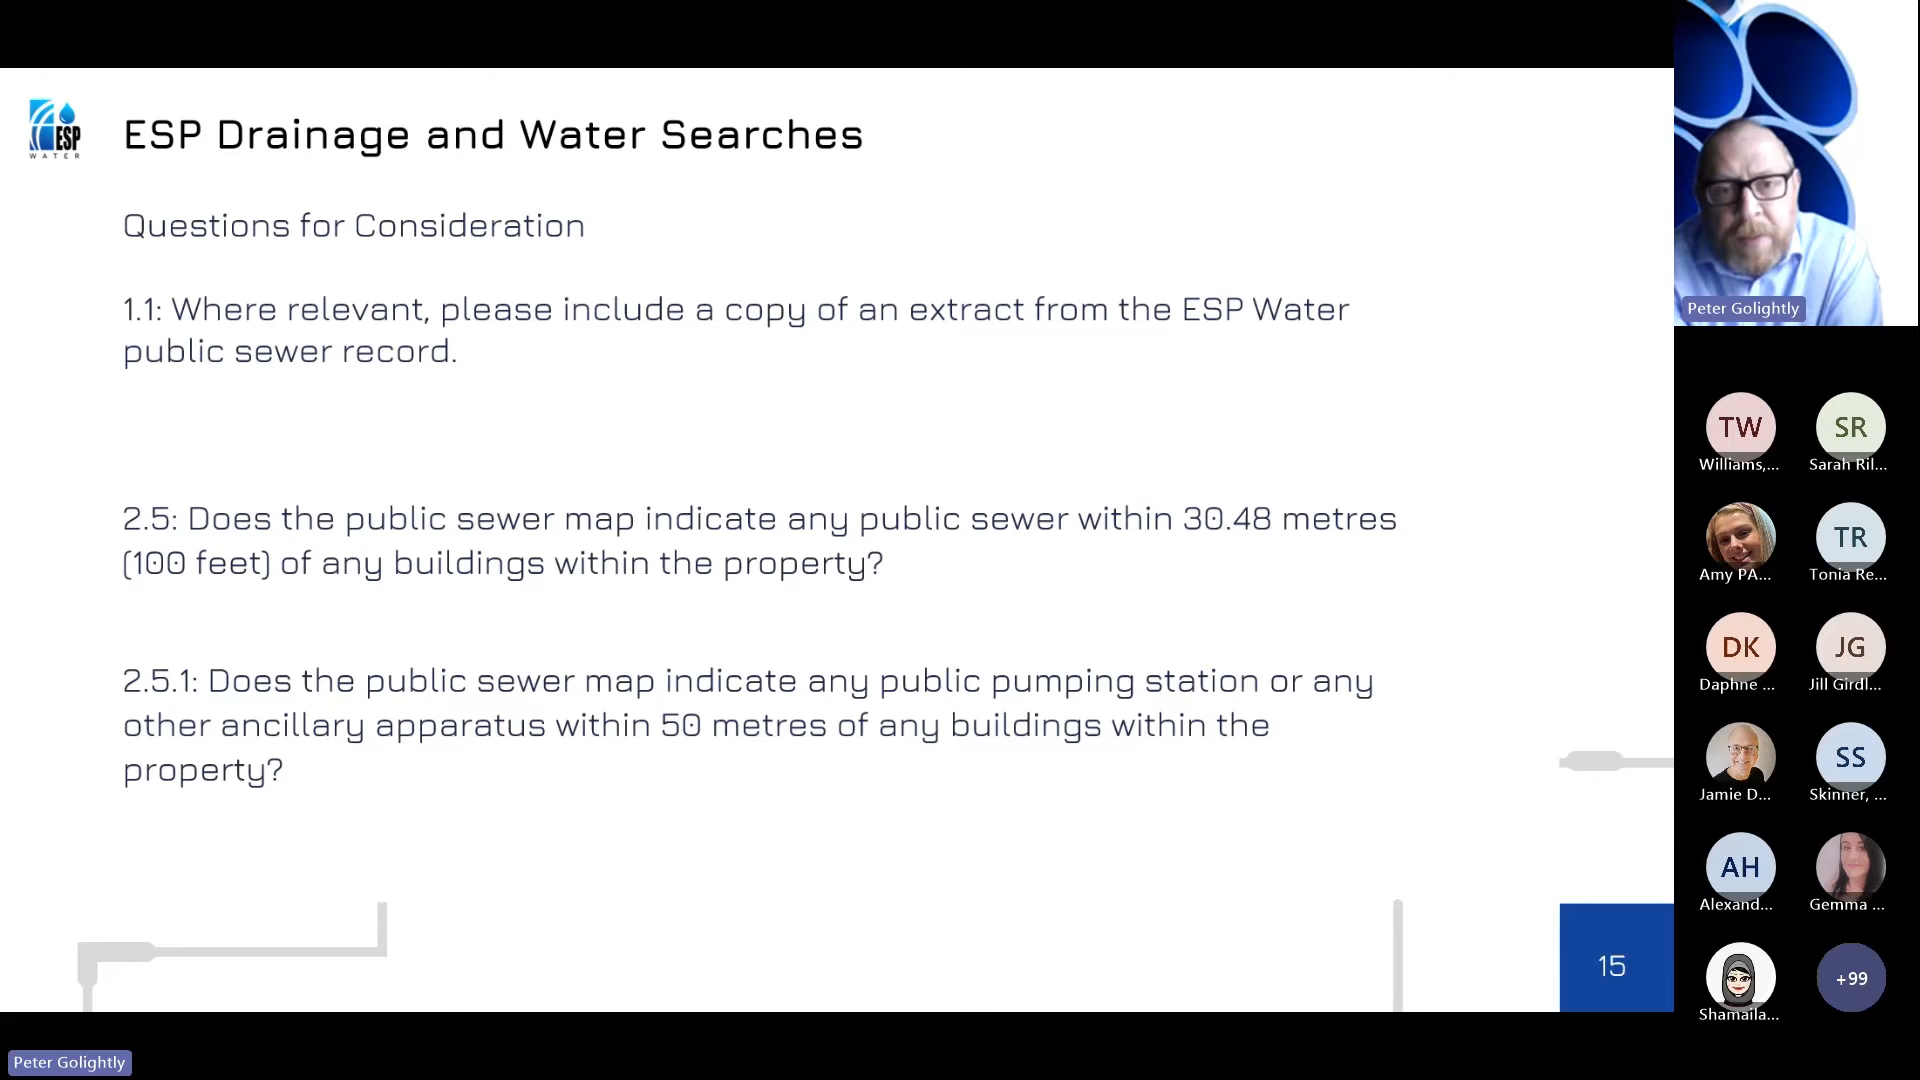 ESP
WATER
ESP Drainage and Water Searches
Questions for Consideration
1.1: Where relevant, please include a copy of an extract from the ESP Water
public sewer record.
2.5: Does the public sewer map indicate any public sewer within 30.48 metres
(100 feet) of any buildings within the property?
2.5.1: Does the public sewer map indicate any public pumping station or any
other ancillary apparatus within 50 metres of any buildings within the
property?
15
Peter Golightly
TW
Williams,...
SR
Sarah Ril...
Amy PA...
TR
Tonia Re...
DK
Daphne ...
JG
Jill Girdl...
Jamie D...
SS
Skinner, ...
AH
Alexand...
Gemma ...
Shamaila...
+99
Peter Golightly